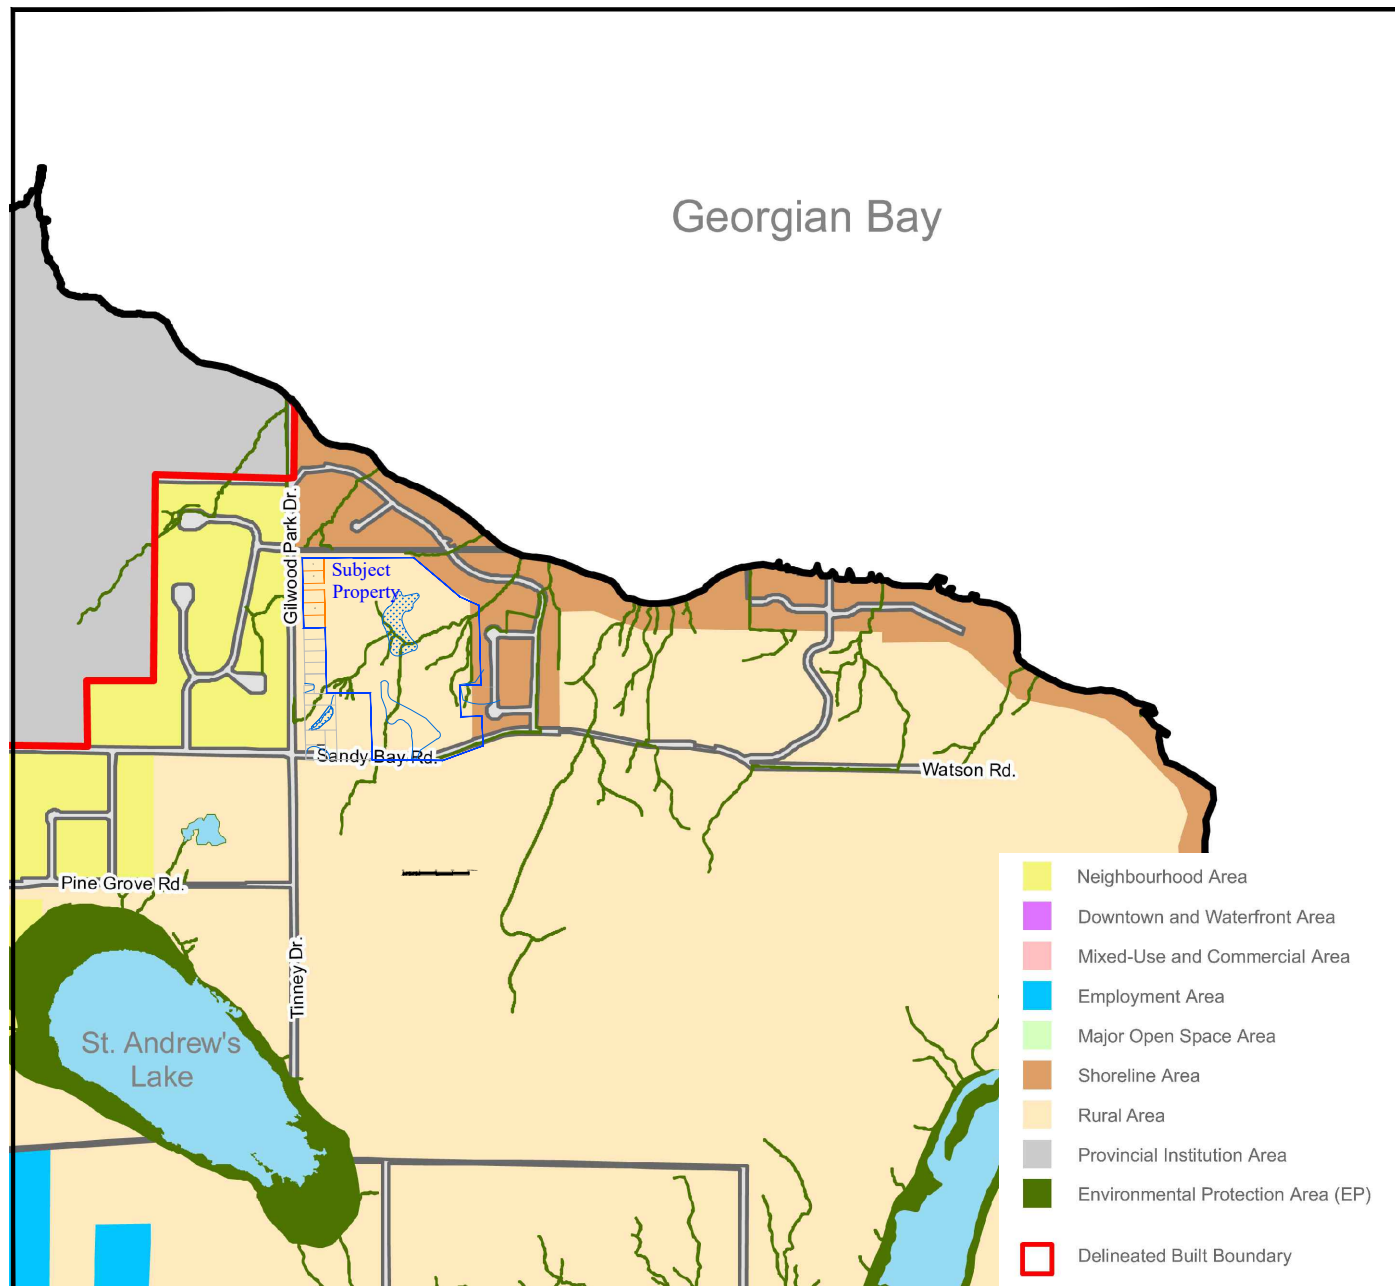 Georgian Bay
Gilwood Park Dr.
Subject
Property
Sandy Bay Rd.
Watson Rd.
Pine Grove Rd.
Tinney Dr.
St. Andrew's
Lake
Neighbourhood Area
Downtown and Waterfront Area
Mixed-Use and Commercial Area
Employment Area
Major Open Space Area
Shoreline Area
Rural Area
Provincial Institution Area
Environmental Protection Area (EP)
Delineated Built Boundary